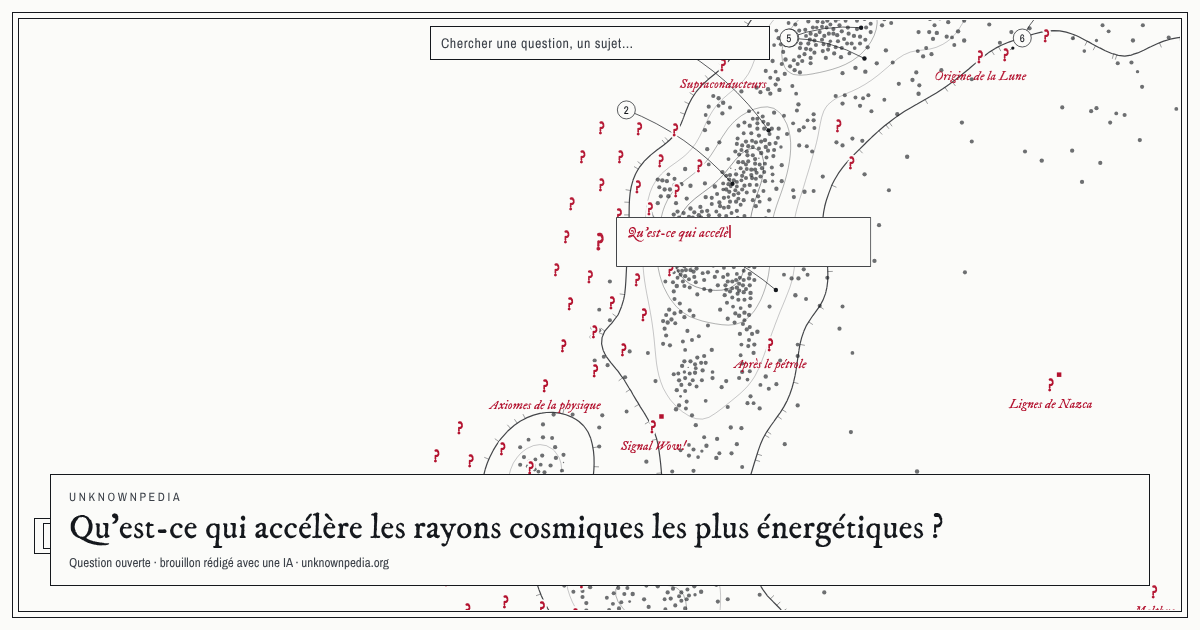 Chercher une question, un sujet…
5
6
Supraconducteurs
Origine de la Lune
2
Qu’est-ce qui accélè
Après le pétrole
Axiomes de la physique
Lignes de Nazca
Signal Wow!
UNKNOWNPEDIA
Qu’est-ce qui accélère les rayons cosmiques les plus énergétiques ?
Question ouverte · brouillon rédigé avec une IA · unknownpedia.org